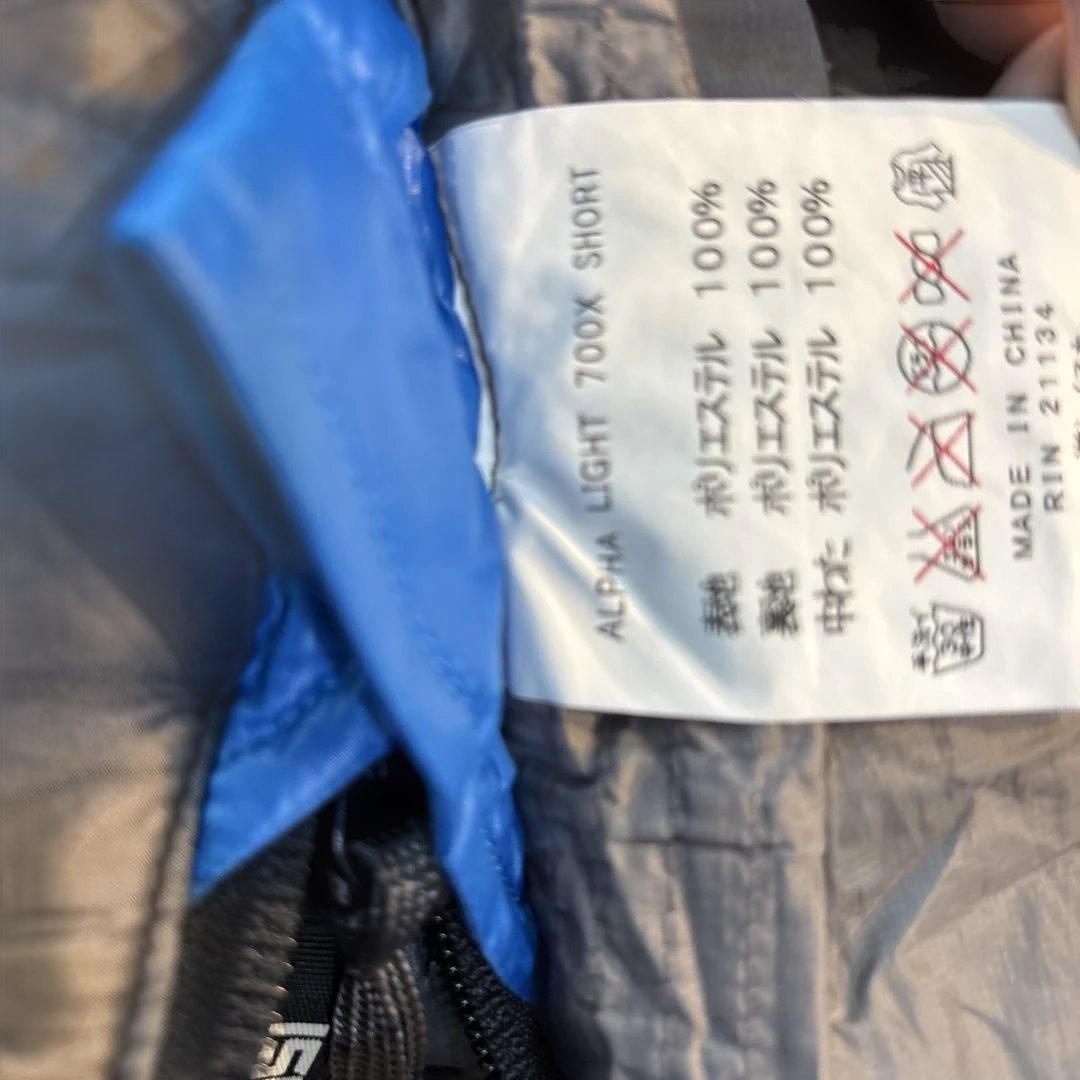 ALPHA LIGHT 700X SHORT
表地 ポリエステル 100%
裏地 ポリエステル 100%
中わた ポリエステル 100%
MADE IN CHINA
RIN 21134